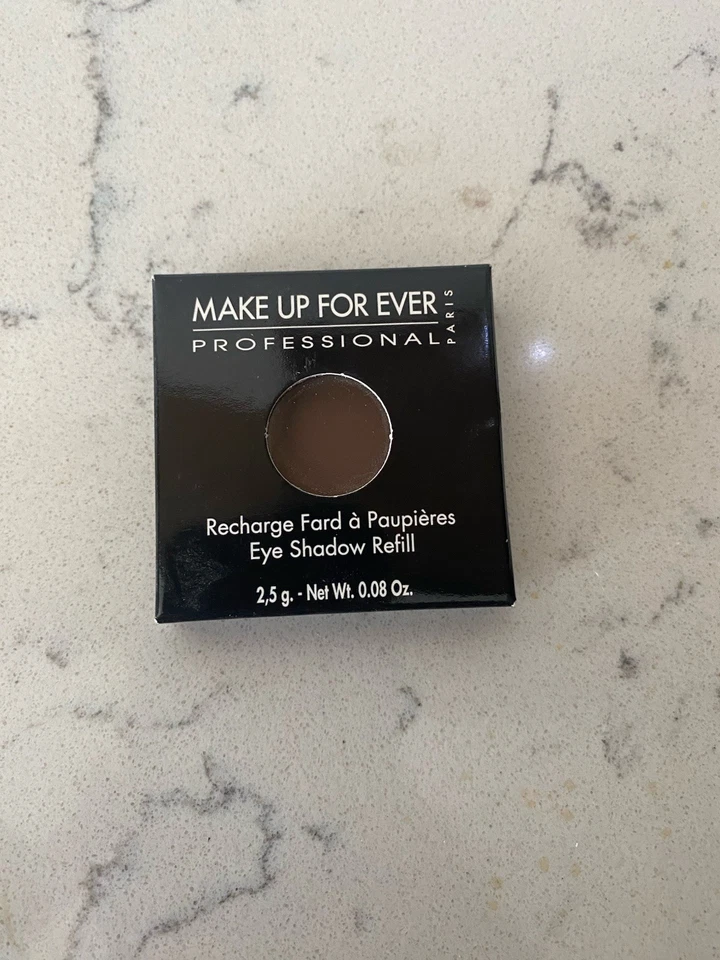 MAKE UP FOR EVER
PROFESSIONAL
PARIS
Recharge Fard à Paupières
Eye Shadow Refill
2,5 g. - Net Wt. 0.08 Oz.